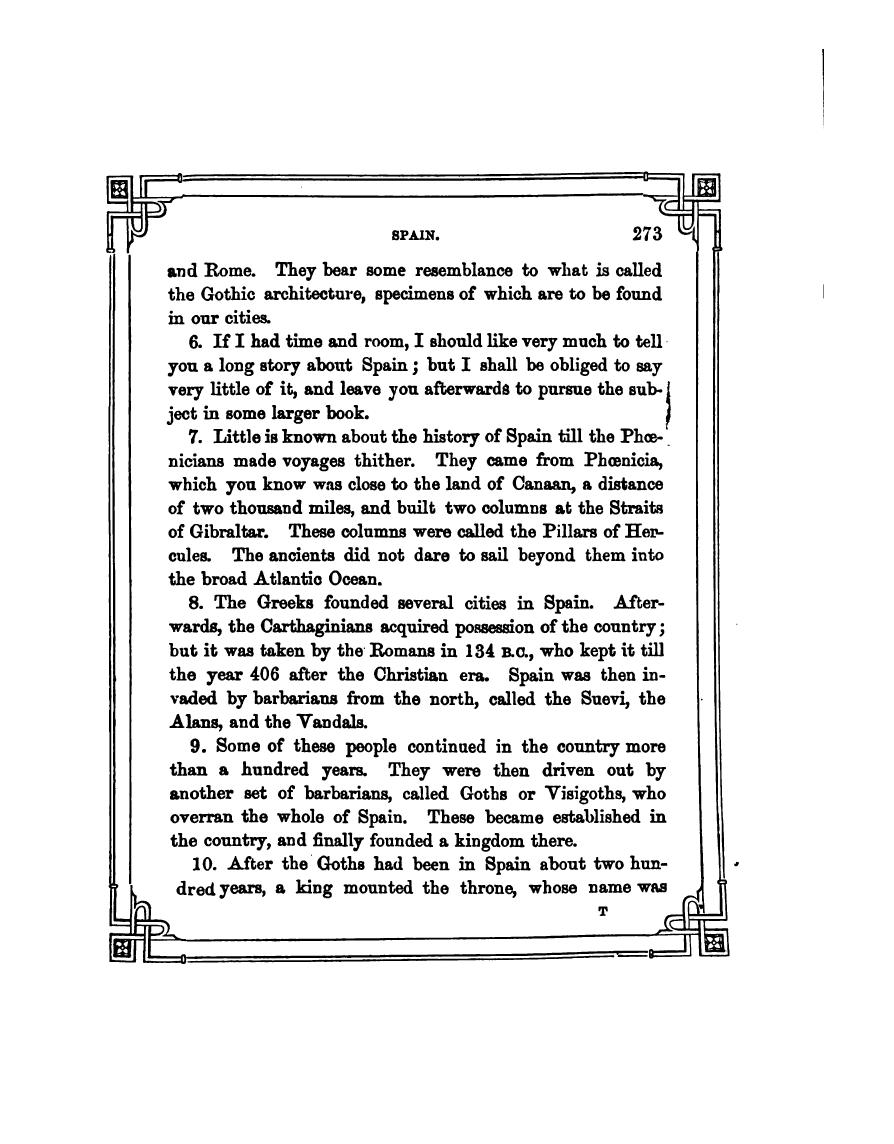 SPAIN. 273
and Rome. They bear some resemblance to what is called
the Gothic architecture, specimens of which are to be found
in our cities.
6. If I had time and room, I should like very much to tell
you a long story about Spain; but I shall be obliged to say
very little of it, and leave you afterwards to pursue the sub-
ject in some larger book.
7. Little is known about the history of Spain till the Phœ-
nicians made voyages thither. They came from Phœnicia,
which you know was close to the land of Canaan, a distance
of two thousand miles, and built two columns at the Straits
of Gibraltar. These columns were called the Pillars of Her-
cules. The ancients did not dare to sail beyond them into
the broad Atlantic Ocean.
8. The Greeks founded several cities in Spain. After-
wards, the Carthaginians acquired possession of the country;
but it was taken by the Romans in 134 B.C., who kept it till
the year 406 after the Christian era. Spain was then in-
vaded by barbarians from the north, called the Suevi, the
Alans, and the Vandals.
9. Some of these people continued in the country more
than a hundred years. They were then driven out by
another set of barbarians, called Goths or Visigoths, who
overran the whole of Spain. These became established in
the country, and finally founded a kingdom there.
10. After the Goths had been in Spain about two hun-
dred years, a king mounted the throne, whose name was
T